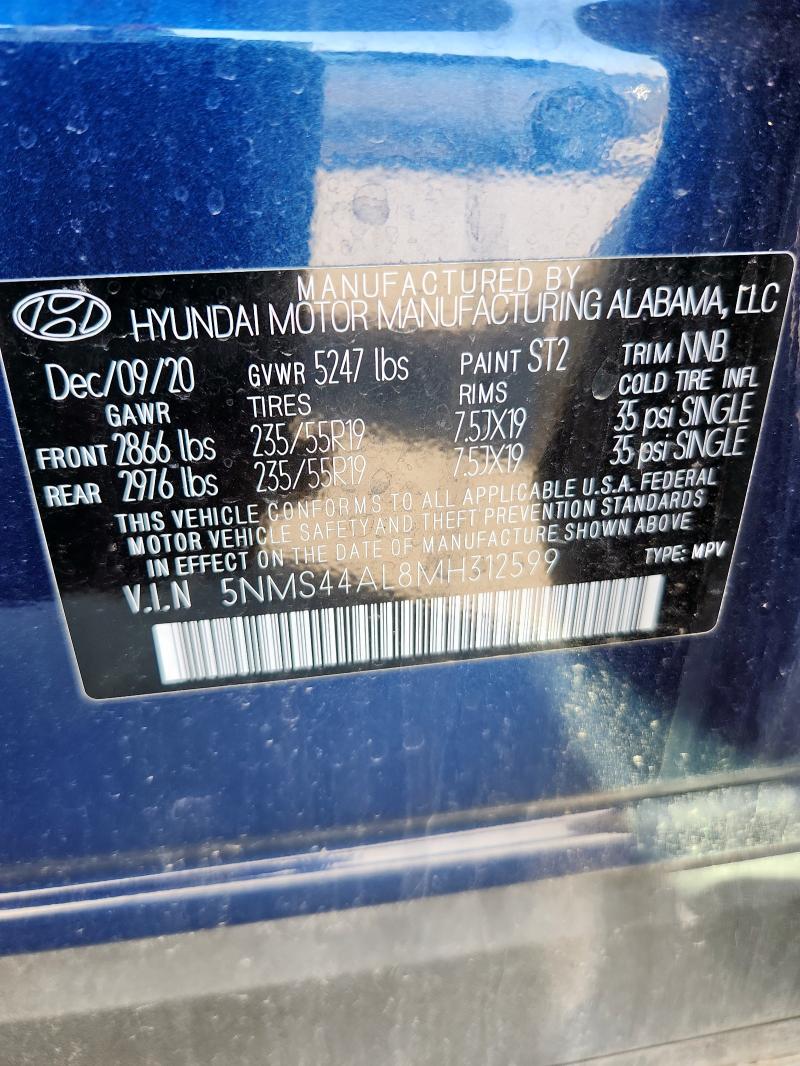 MANUFACTURED BY
HYUNDAI MOTOR MANUFACTURING ALABAMA, LLC
Dec/09/20 GVWR 5247 lbs PAINT ST2 TRIM NNB
GAWR TIRES RIMS COLD TIRE INFL
FRONT 2866 lbs 235/55R19 7.5JX19 35 psi SINGLE
REAR 2976 lbs 235/55R19 7.5JX19 35 psi SINGLE
THIS VEHICLE CONFORMS TO ALL APPLICABLE U.S.A. FEDERAL
MOTOR VEHICLE SAFETY AND THEFT PREVENTION STANDARDS
IN EFFECT ON THE DATE OF MANUFACTURE SHOWN ABOVE
V.I.N 5NMS44AL8MH312599 TYPE: MPV